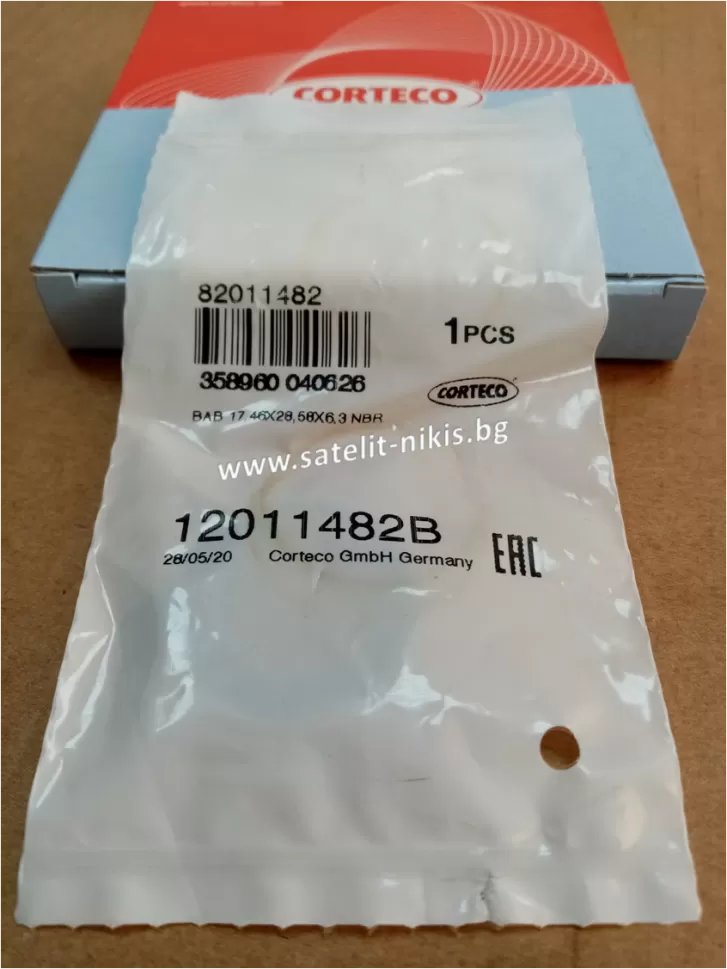 CORTECO
82011482
358960 040626
1PCS
CORTECO
BAB 17,46X28,58X6,3 NBR
www.satelit-nikis.bg
12011482B
28/05/20 Corteco GmbH Germany
EAC